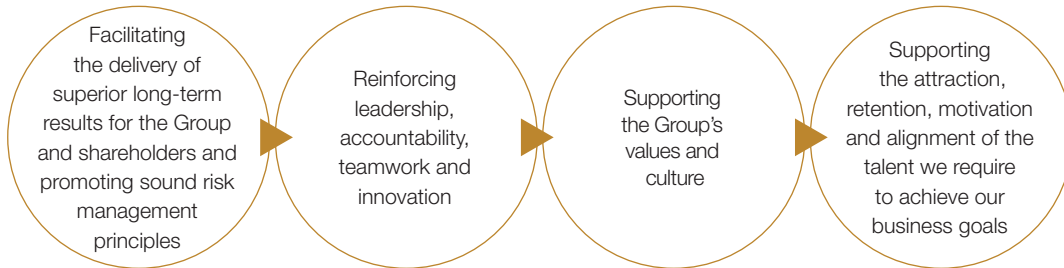 Facilitating
the delivery of
superior long-term
results for the Group
and shareholders and
promoting sound risk
management
principles
Reinforcing
leadership,
accountability,
teamwork and
innovation
Supporting
the Group's
values and
culture
Supporting
the attraction,
retention, motivation
and alignment of the
talent we require
to achieve our
business goals